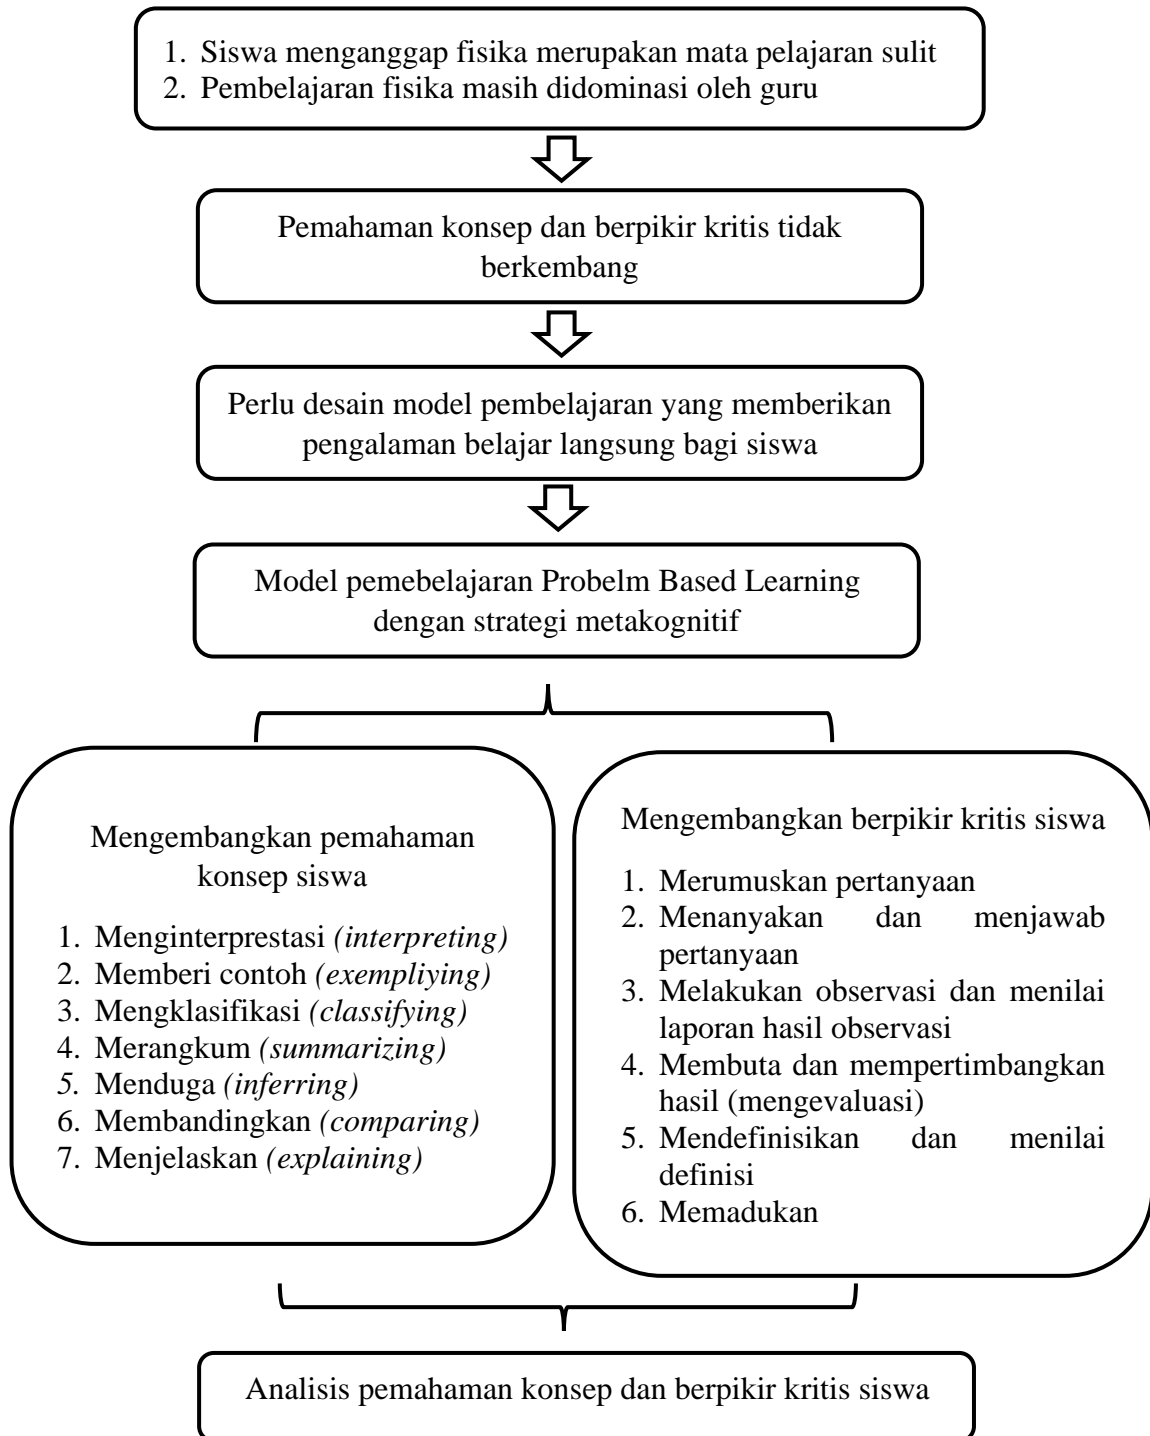 1. Siswa menganggap fisika merupakan mata pelajaran sulit
2. Pembelajaran fisika masih didominasi oleh guru
Pemahaman konsep dan berpikir kritis tidak
berkembang
Perlu desain model pembelajaran yang memberikan
pengalaman belajar langsung bagi siswa
Model pemebelajaran Probelm Based Learning
dengan strategi metakognitif
Mengembangkan pemahaman
konsep siswa
1. Menginterprestasi (interpreting)
2. Memberi contoh (exempliying)
3. Mengklasifikasi (classifying)
4. Merangkum (summarizing)
5. Menduga (inferring)
6. Membandingkan (comparing)
7. Menjelaskan (explaining)
Mengembangkan berpikir kritis siswa
1. Merumuskan pertanyaan
2. Menanyakan dan menjawab
pertanyaan
3. Melakukan observasi dan menilai
laporan hasil observasi
4. Membuta dan mempertimbangkan
hasil (mengevaluasi)
5. Mendefinisikan dan menilai
definisi
6. Memadukan
Analisis pemahaman konsep dan berpikir kritis siswa